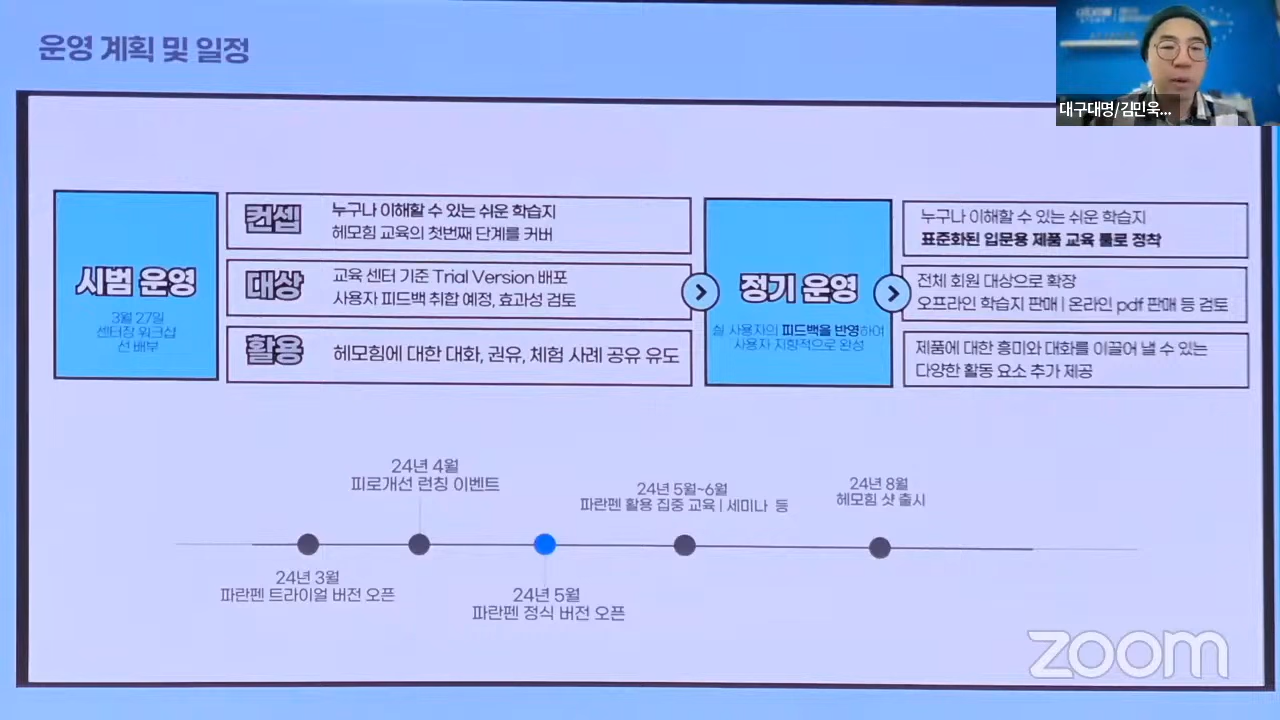 운영 계획 및 일정
대구대명/김민욱...
시범 운영
3월 27일
센터장 워크샵
선 배부
컨셉
누구나 이해할 수 있는 쉬운 학습지
헤모힘 교육의 첫번째 단계를 커버
대상
교육 센터 기준 Trial Version 배포
사용자 피드백 취합 예정, 효과성 검토
활용
헤모힘에 대한 대화, 권유, 체험 사례 공유 유도
정기 운영
실 사용자의 피드백을 반영하여
사용자 지향적으로 완성
누구나 이해할 수 있는 쉬운 학습지
표준화된 입문용 제품 교육 툴로 정착
전체 회원 대상으로 확장
오프라인 학습지 판매 | 온라인 pdf 판매 등 검토
제품에 대한 흥미와 대화를 이끌어 낼 수 있는
다양한 활동 요소 추가 제공
24년 4월
피로개선 런칭 이벤트
24년 5월~6월
파란펜 활용 집중 교육 | 세미나 등
24년 8월
헤모힘 샷 출시
24년 3월
파란펜 트라이얼 버전 오픈
24년 5월
파란펜 정식 버전 오픈
zoom